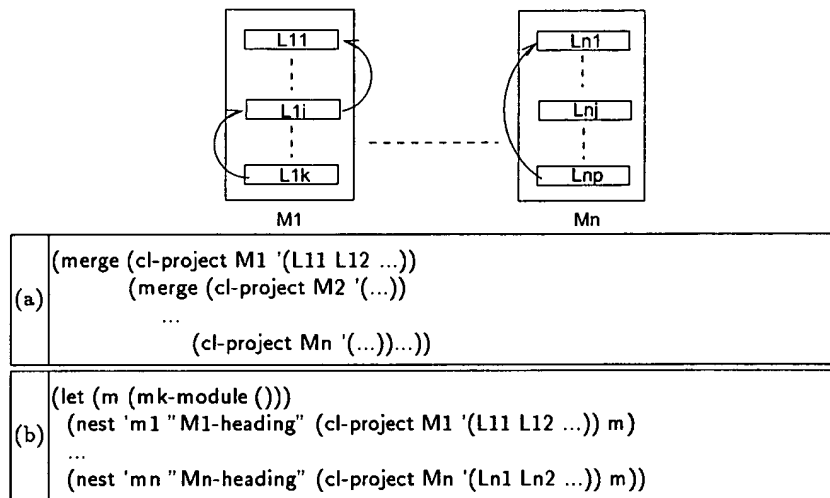 L11
Ln1
L1i
Lnj
L1k
Lnp
M1
Mn
(a)
(merge (cl-project M1 '(L11 L12 ...))
(merge (cl-project M2 '(...))
...
(cl-project Mn '(...))...))
(b)
(let (m (mk-module ()))
(nest 'm1 "M1-heading" (cl-project M1 '(L11 L12 ...)) m)
...
(nest 'mn "Mn-heading" (cl-project Mn '(Ln1 Ln2 ...)) m))